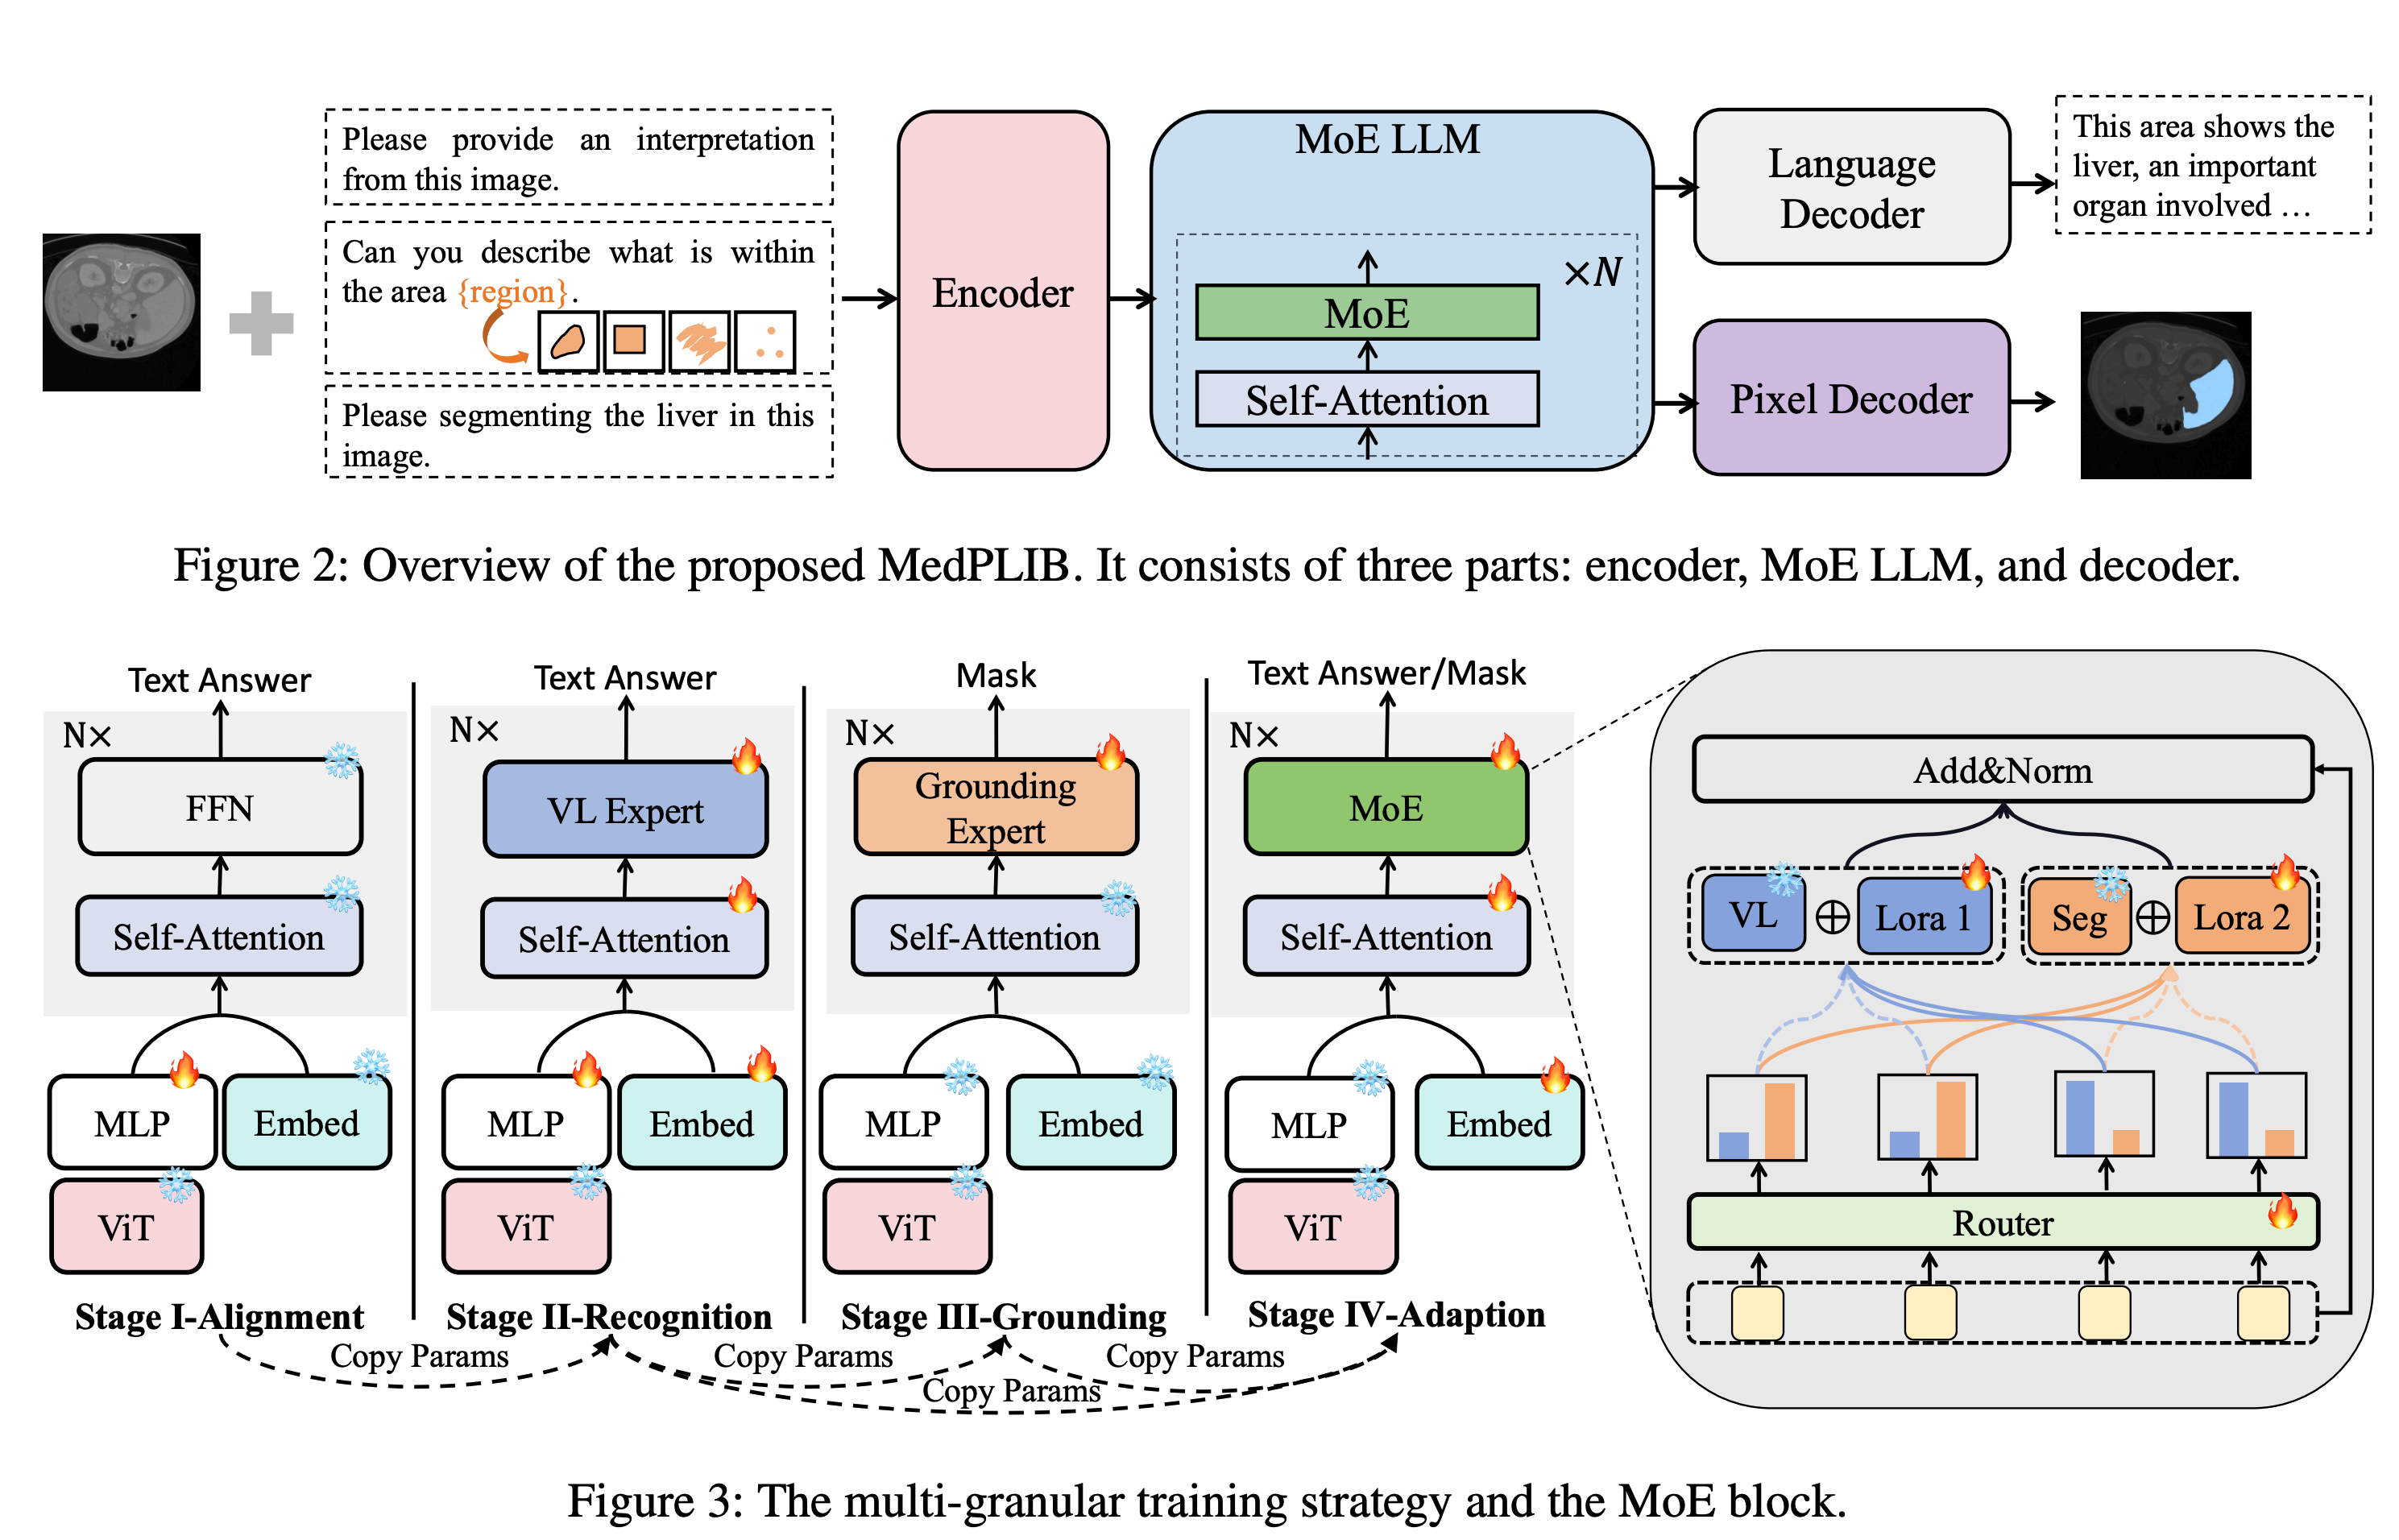 Please provide an interpretation
from this image.
Can you describe what is within
the area {region}.
Please segmenting the liver in this
image.
Encoder
MoE LLM
×N
MoE
Self-Attention
Language
Decoder
Pixel Decoder
This area shows the
liver, an important
organ involved …
Figure 2: Overview of the proposed MedPLIB. It consists of three parts: encoder, MoE LLM, and decoder.
Text Answer
N×
FFN
Self-Attention
MLP
Embed
ViT
Stage I-Alignment
Text Answer
N×
VL Expert
Self-Attention
MLP
Embed
ViT
Stage II-Recognition
Mask
N×
Grounding
Expert
Self-Attention
MLP
Embed
ViT
Stage III-Grounding
Text Answer/Mask
N×
MoE
Self-Attention
MLP
Embed
ViT
Stage IV-Adaption
Copy Params
Copy Params
Copy Params
Copy Params
Add&Norm
VL
Lora 1
Seg
Lora 2
Router
Figure 3: The multi-granular training strategy and the MoE block.